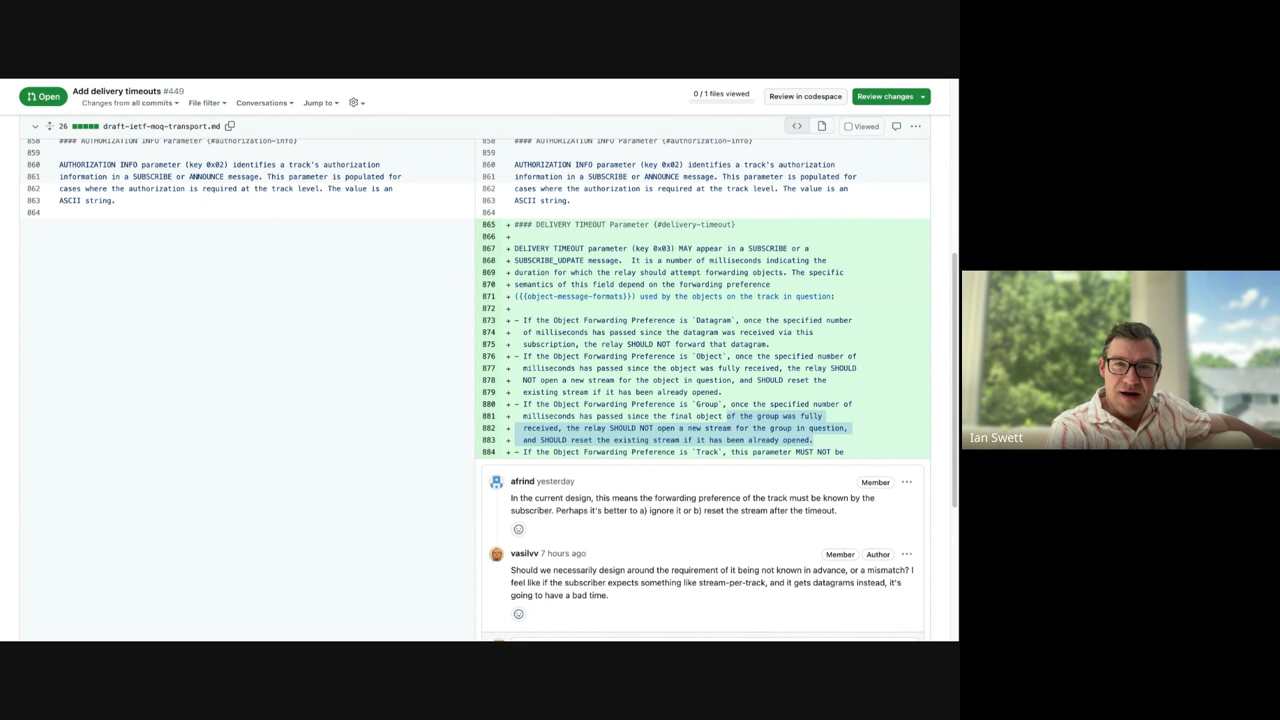 Open
Add delivery timeouts #449
Changes from all commits
File filter
Conversations
Jump to
0 / 1 files viewed
Review in codespace
Review changes
26
draft-ietf-moq-transport.md
Viewed
858 #### AUTHORIZATION INFO Parameter {#authorization-info}
859
860 AUTHORIZATION INFO parameter (key 0x02) identifies a track's authorization
861 information in a SUBSCRIBE or ANNOUNCE message. This parameter is populated for
862 cases where the authorization is required at the track level. The value is an
863 ASCII string.
864
858 #### AUTHORIZATION INFO Parameter {#authorization-info}
859
860 AUTHORIZATION INFO parameter (key 0x02) identifies a track's authorization
861 information in a SUBSCRIBE or ANNOUNCE message. This parameter is populated for
862 cases where the authorization is required at the track level. The value is an
863 ASCII string.
864
865 + #### DELIVERY TIMEOUT Parameter {#delivery-timeout}
866 +
867 + DELIVERY TIMEOUT parameter (key 0x03) MAY appear in a SUBSCRIBE or a
868 + SUBSCRIBE_UDPATE message.  It is a number of milliseconds indicating the
869 + duration for which the relay should attempt forwarding objects. The specific
870 + semantics of this field depend on the forwarding preference
871 + ({{object-message-formats}}) used by the objects on the track in question:
872 +
873 + - If the Object Forwarding Preference is `Datagram`, once the specified number
874 +   of milliseconds has passed since the datagram was received via this
875 +   subscription, the relay SHOULD NOT forward that datagram.
876 + - If the Object Forwarding Preference is `Object`, once the specified number of
877 +   milliseconds has passed since the object was fully received, the relay SHOULD
878 +   NOT open a new stream for the object in question, and SHOULD reset the
879 +   existing stream if it has been already opened.
880 + - If the Object Forwarding Preference is `Group`, once the specified number of
881 +   milliseconds has passed since the final object of the group was fully
882 +   received, the relay SHOULD NOT open a new stream for the group in question,
883 +   and SHOULD reset the existing stream if it has been already opened.
884 + - If the Object Forwarding Preference is `Track`, this parameter MUST NOT be
afrind yesterday
Member
In the current design, this means the forwarding preference of the track must be known by the
subscriber. Perhaps it's better to a) ignore it or b) reset the stream after the timeout.
vasilvv 7 hours ago
Member
Author
Should we necessarily design around the requirement of it being not known in advance, or a mismatch? I
feel like if the subscriber expects something like stream-per-track, and it gets datagrams instead, it's
going to have a bad time.
Ian Swett